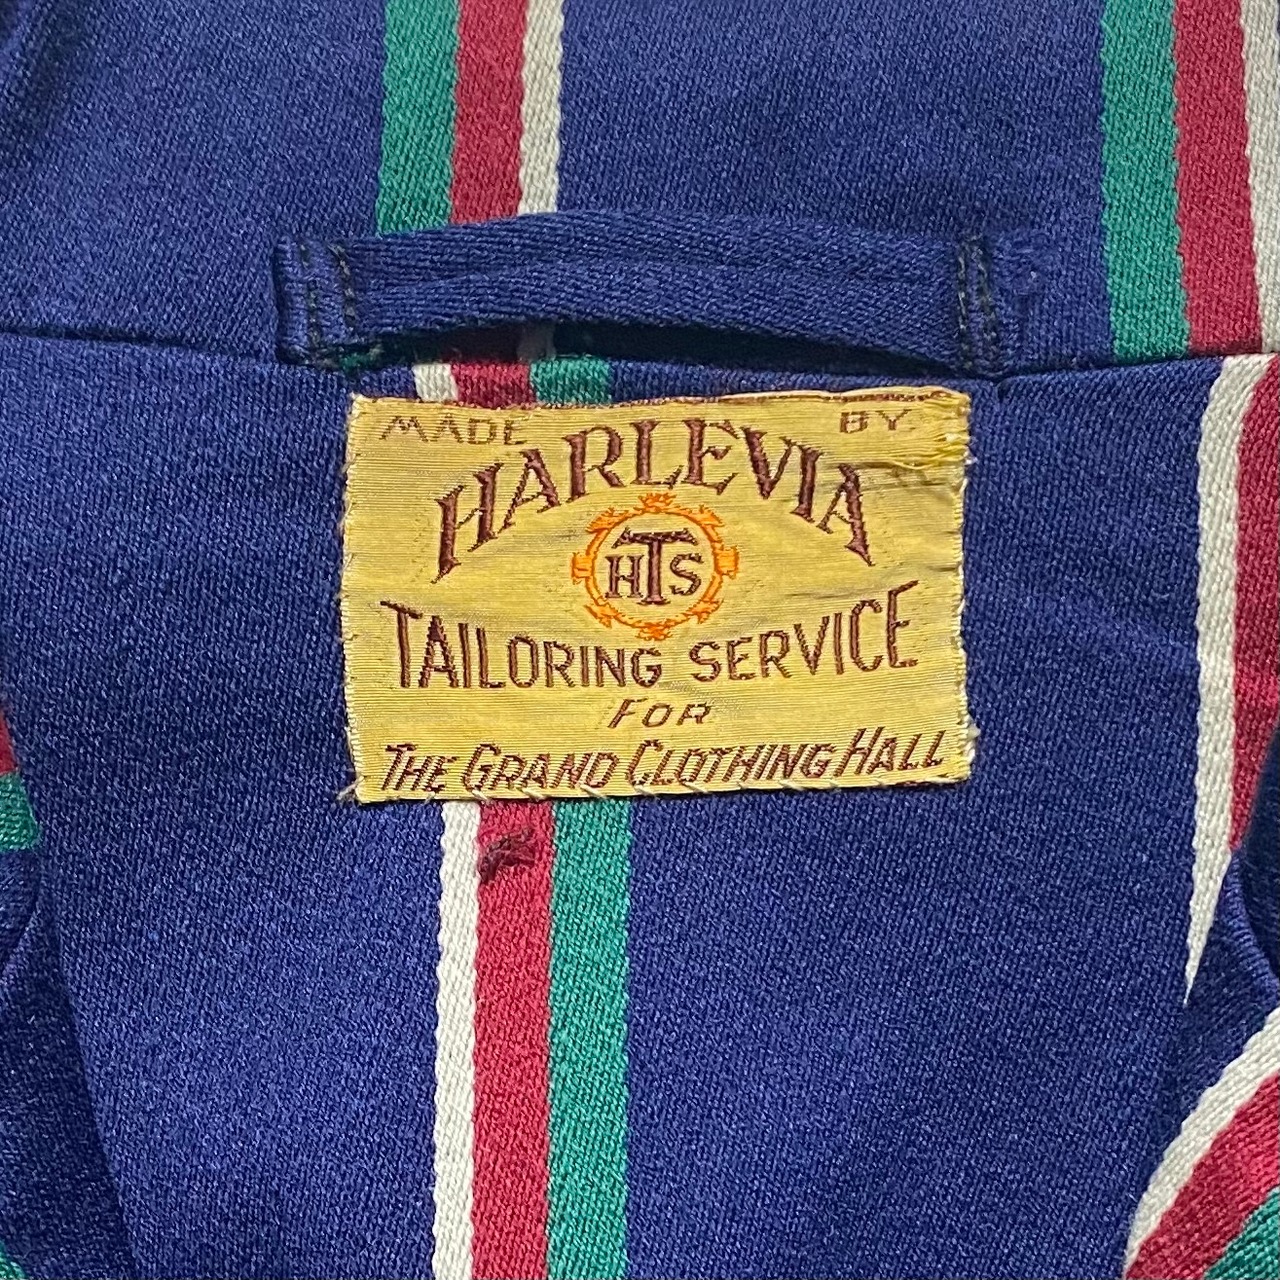 MADE BY
HARLEVIA
HTS
TAILORING SERVICE
FOR
THE GRAND CLOTHING HALL